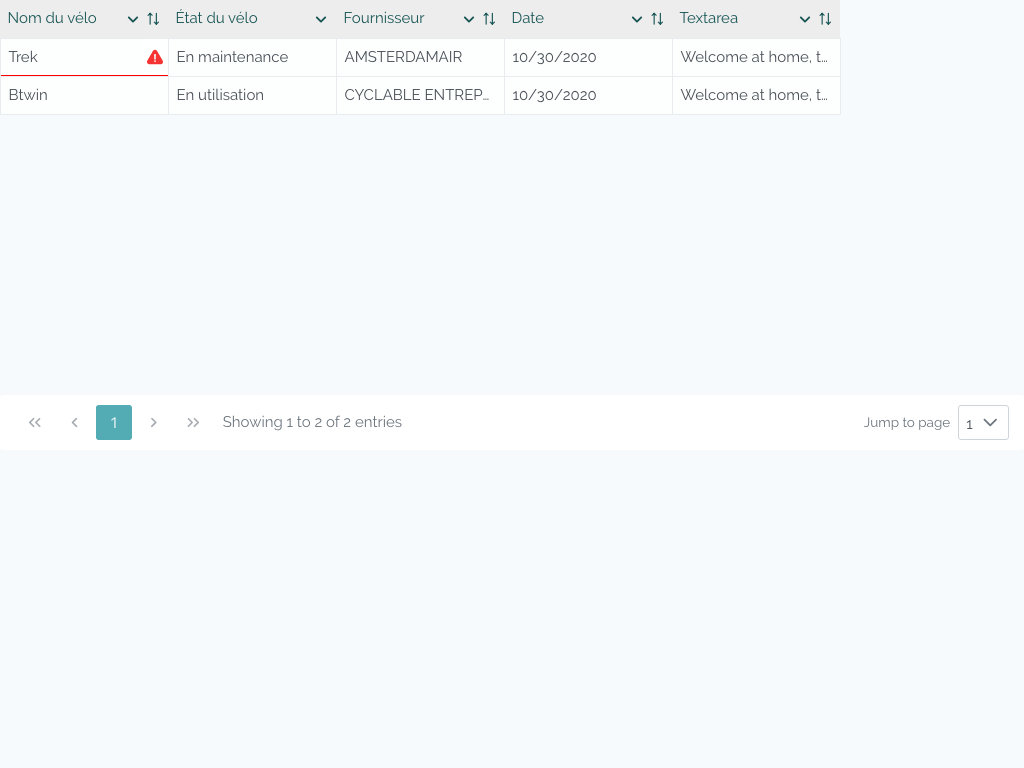 Nom du vélo État du vélo Fournisseur Date Textarea
Trek En maintenance AMSTERDAMAIR 10/30/2020 Welcome at home, t…
Btwin En utilisation CYCLABLE ENTREP… 10/30/2020 Welcome at home, t…
1 Showing 1 to 2 of 2 entries Jump to page 1